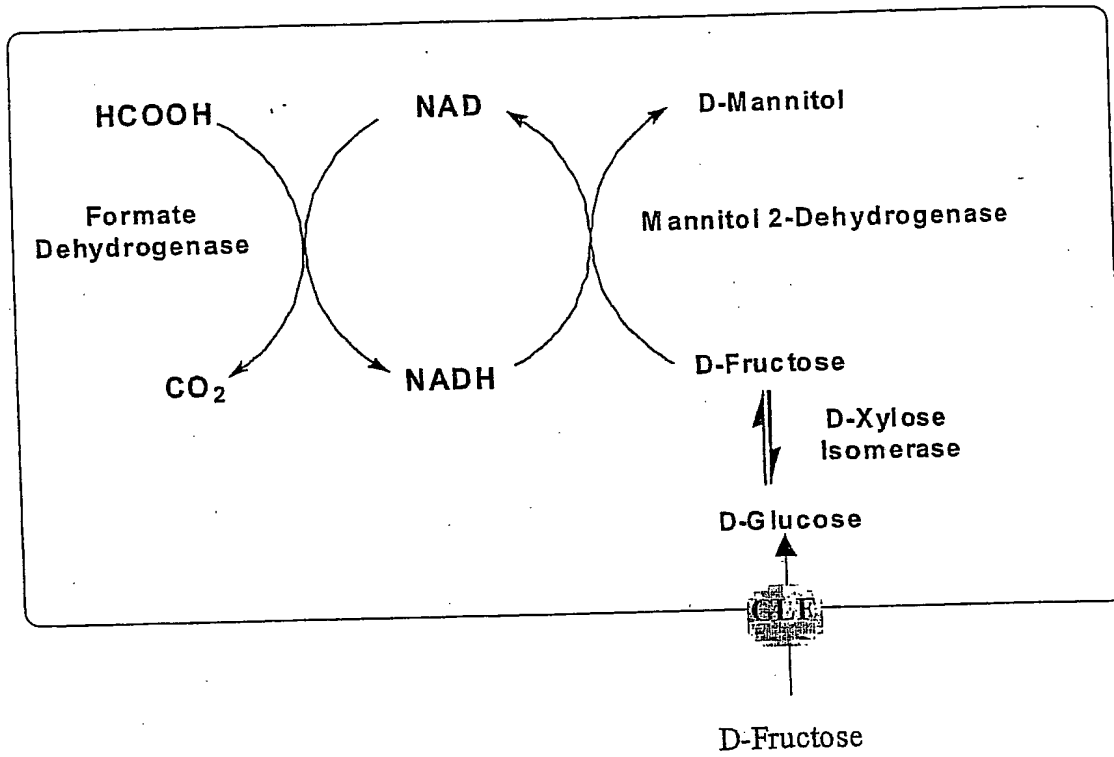 HCOOH
NAD
D-Mannitol
Formate
Dehydrogenase
Mannitol 2-Dehydrogenase
CO2
NADH
D-Fructose
D-Xylose
Isomerase
D-Glucose
D-Fructose